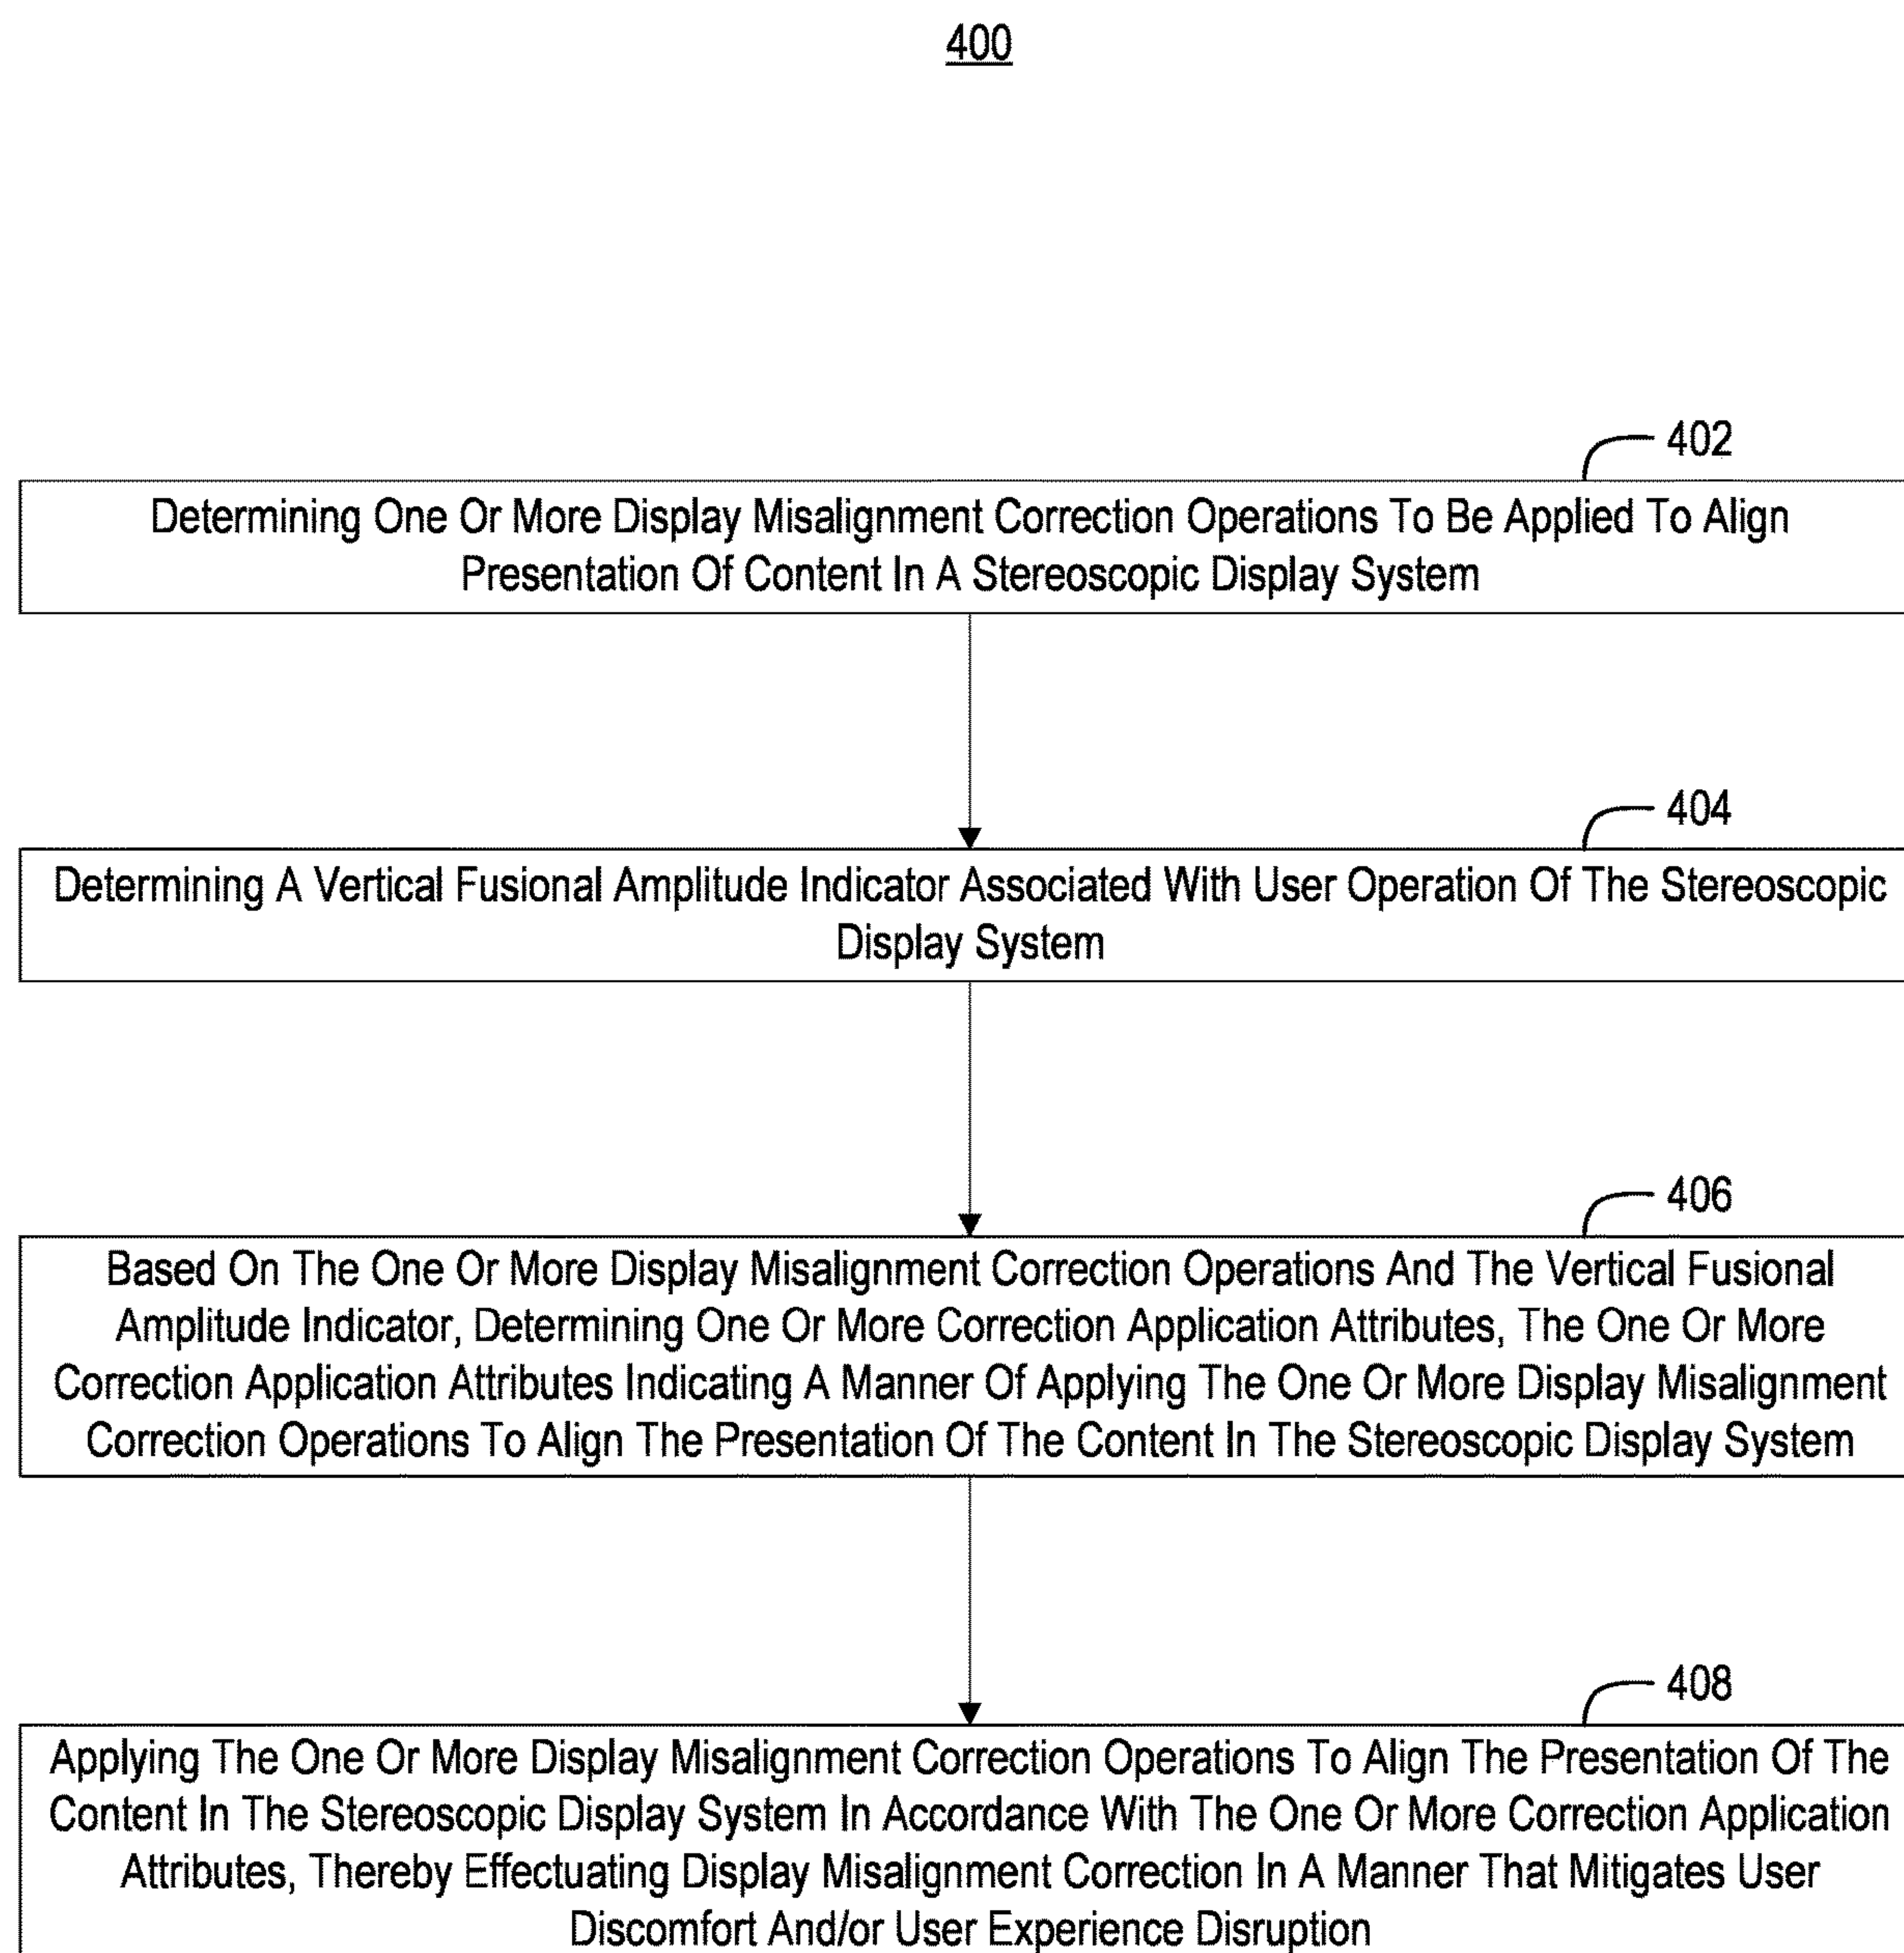 400
402
Determining One Or More Display Misalignment Correction Operations To Be Applied To Align
Presentation Of Content In A Stereoscopic Display System
404
Determining A Vertical Fusional Amplitude Indicator Associated With User Operation Of The Stereoscopic
Display System
406
Based On The One Or More Display Misalignment Correction Operations And The Vertical Fusional
Amplitude Indicator, Determining One Or More Correction Application Attributes, The One Or More
Correction Application Attributes Indicating A Manner Of Applying The One Or More Display Misalignment
Correction Operations To Align The Presentation Of The Content In The Stereoscopic Display System
408
Applying The One Or More Display Misalignment Correction Operations To Align The Presentation Of The
Content In The Stereoscopic Display System In Accordance With The One Or More Correction Application
Attributes, Thereby Effectuating Display Misalignment Correction In A Manner That Mitigates User
Discomfort And/or User Experience Disruption